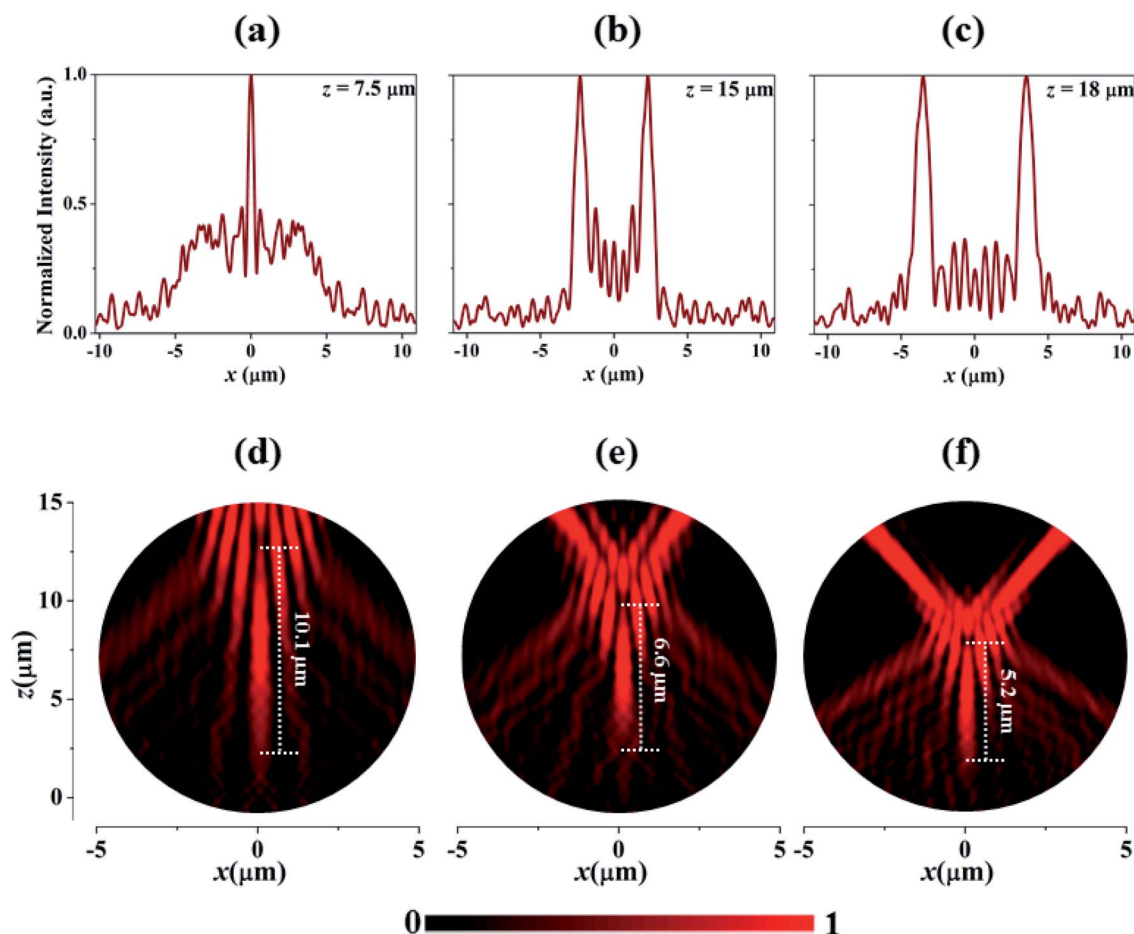 (a) (b) (c)
Normalized Intensity (a.u.)
1.0
0.5
0.0
z = 7.5 μm
z = 15 μm
z = 18 μm
-10 -5 0 5 10
-10 -5 0 5 10
-10 -5 0 5 10
x (μm) x (μm) x (μm)
(d) (e) (f)
z(μm)
15
10
5
0
10.1 μm
6.6 μm
5.2 μm
-5 0 5
-5 0 5
-5 0 5
x(μm) x(μm) x(μm)
0 1